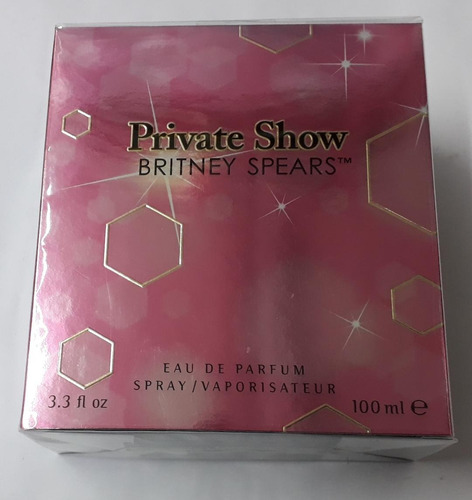 Private Show
BRITNEY SPEARS™
EAU DE PARFUM
SPRAY / VAPORISATEUR
3.3 fl oz 100 ml ℮